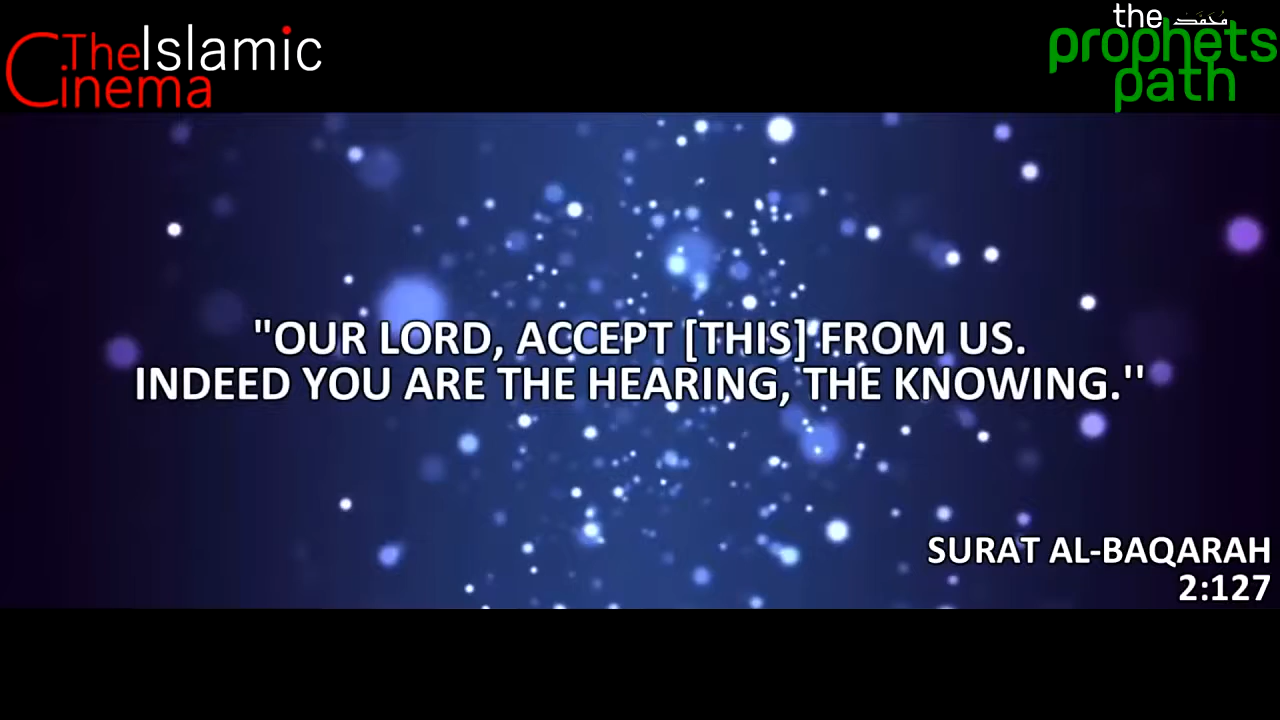 TheIslamic
Cinema
the محمد
prophets
path
"OUR LORD, ACCEPT [THIS] FROM US.
INDEED YOU ARE THE HEARING, THE KNOWING.''
SURAT AL-BAQARAH
2:127